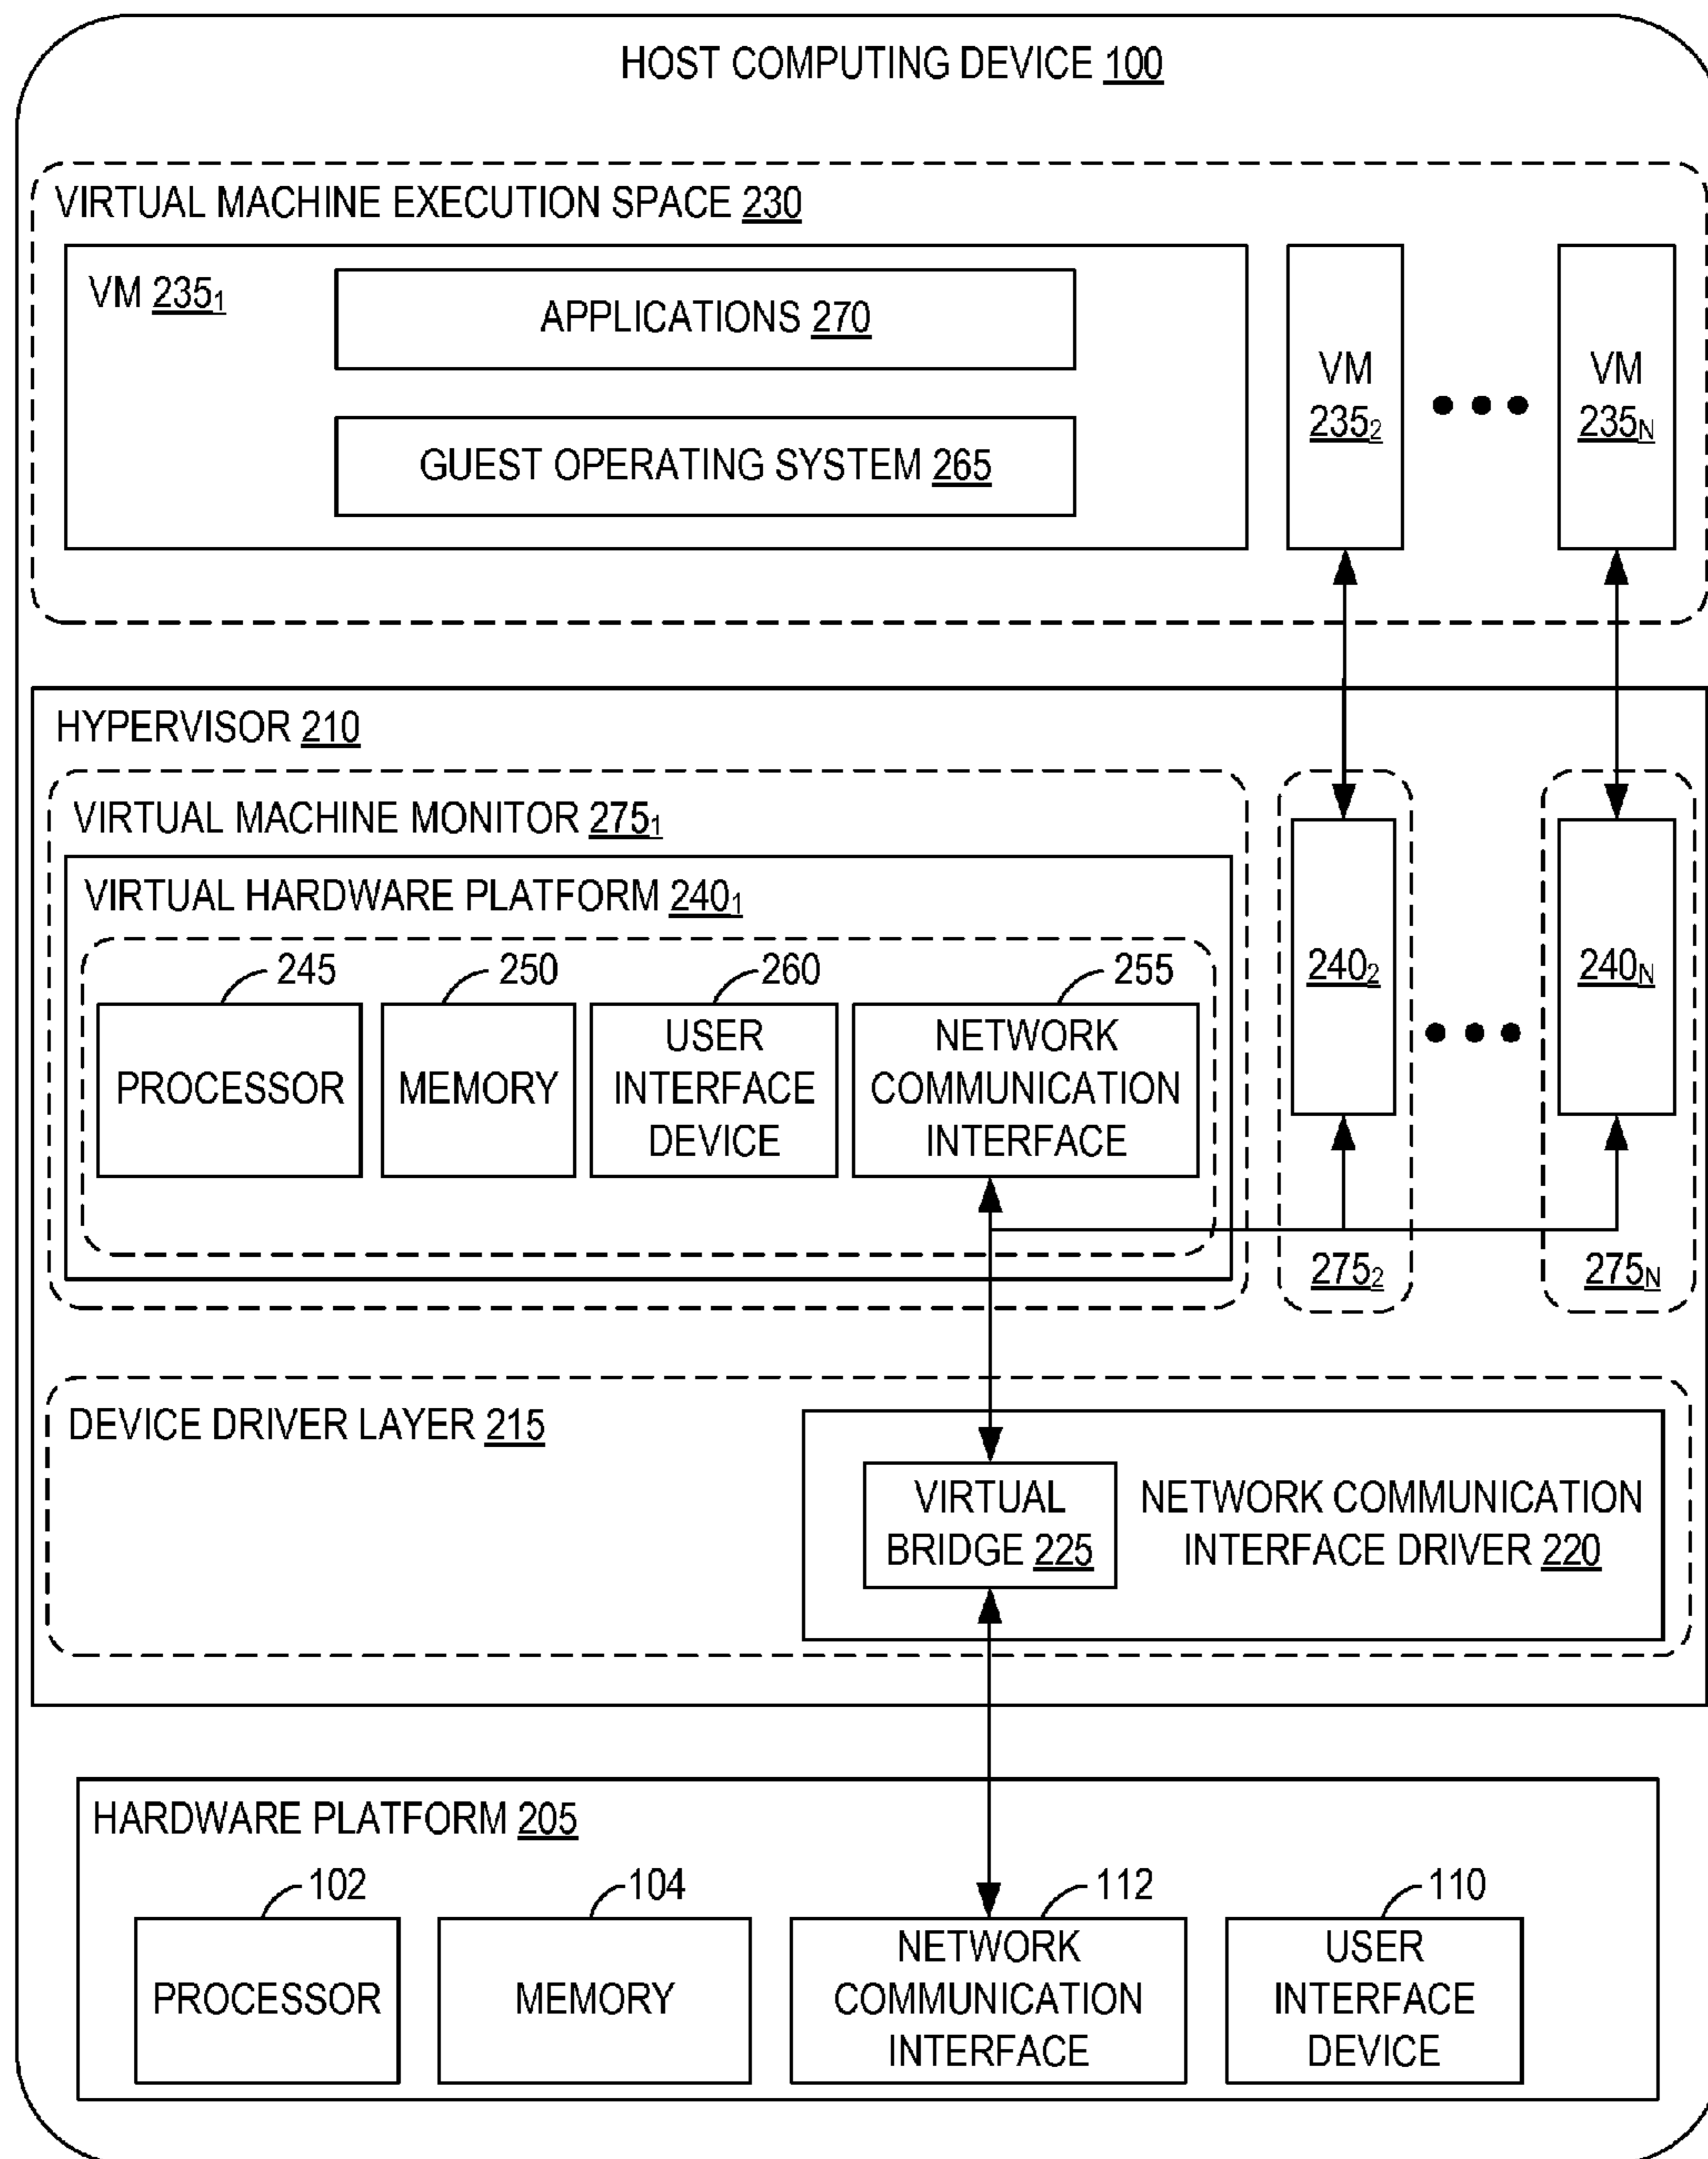 HOST COMPUTING DEVICE 100
VIRTUAL MACHINE EXECUTION SPACE 230
VM 235₁
APPLICATIONS 270
GUEST OPERATING SYSTEM 265
VM
235₂
VM
235N
HYPERVISOR 210
VIRTUAL MACHINE MONITOR 275₁
VIRTUAL HARDWARE PLATFORM 240₁
245
250
260
255
PROCESSOR
MEMORY
USER
INTERFACE
DEVICE
NETWORK
COMMUNICATION
INTERFACE
240₂
240N
275₂
275N
DEVICE DRIVER LAYER 215
VIRTUAL
BRIDGE 225
NETWORK COMMUNICATION
INTERFACE DRIVER 220
HARDWARE PLATFORM 205
102
104
112
110
PROCESSOR
MEMORY
NETWORK
COMMUNICATION
INTERFACE
USER
INTERFACE
DEVICE